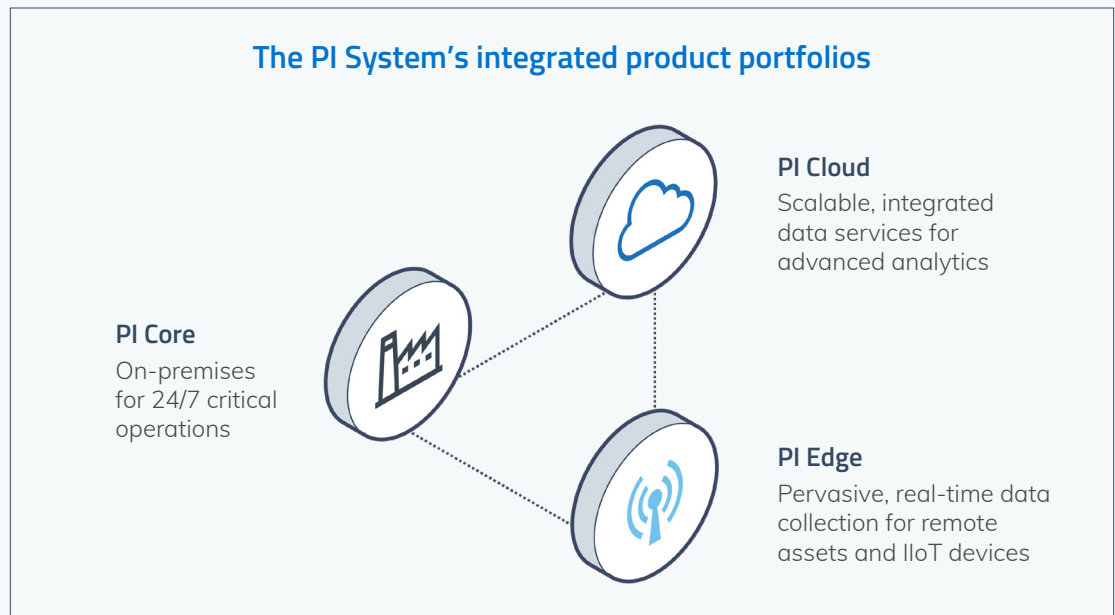 The PI System’s integrated product portfolios
PI Cloud
Scalable, integrated
data services for
advanced analytics
PI Core
On-premises
for 24/7 critical
operations
PI Edge
Pervasive, real-time data
collection for remote
assets and IIoT devices